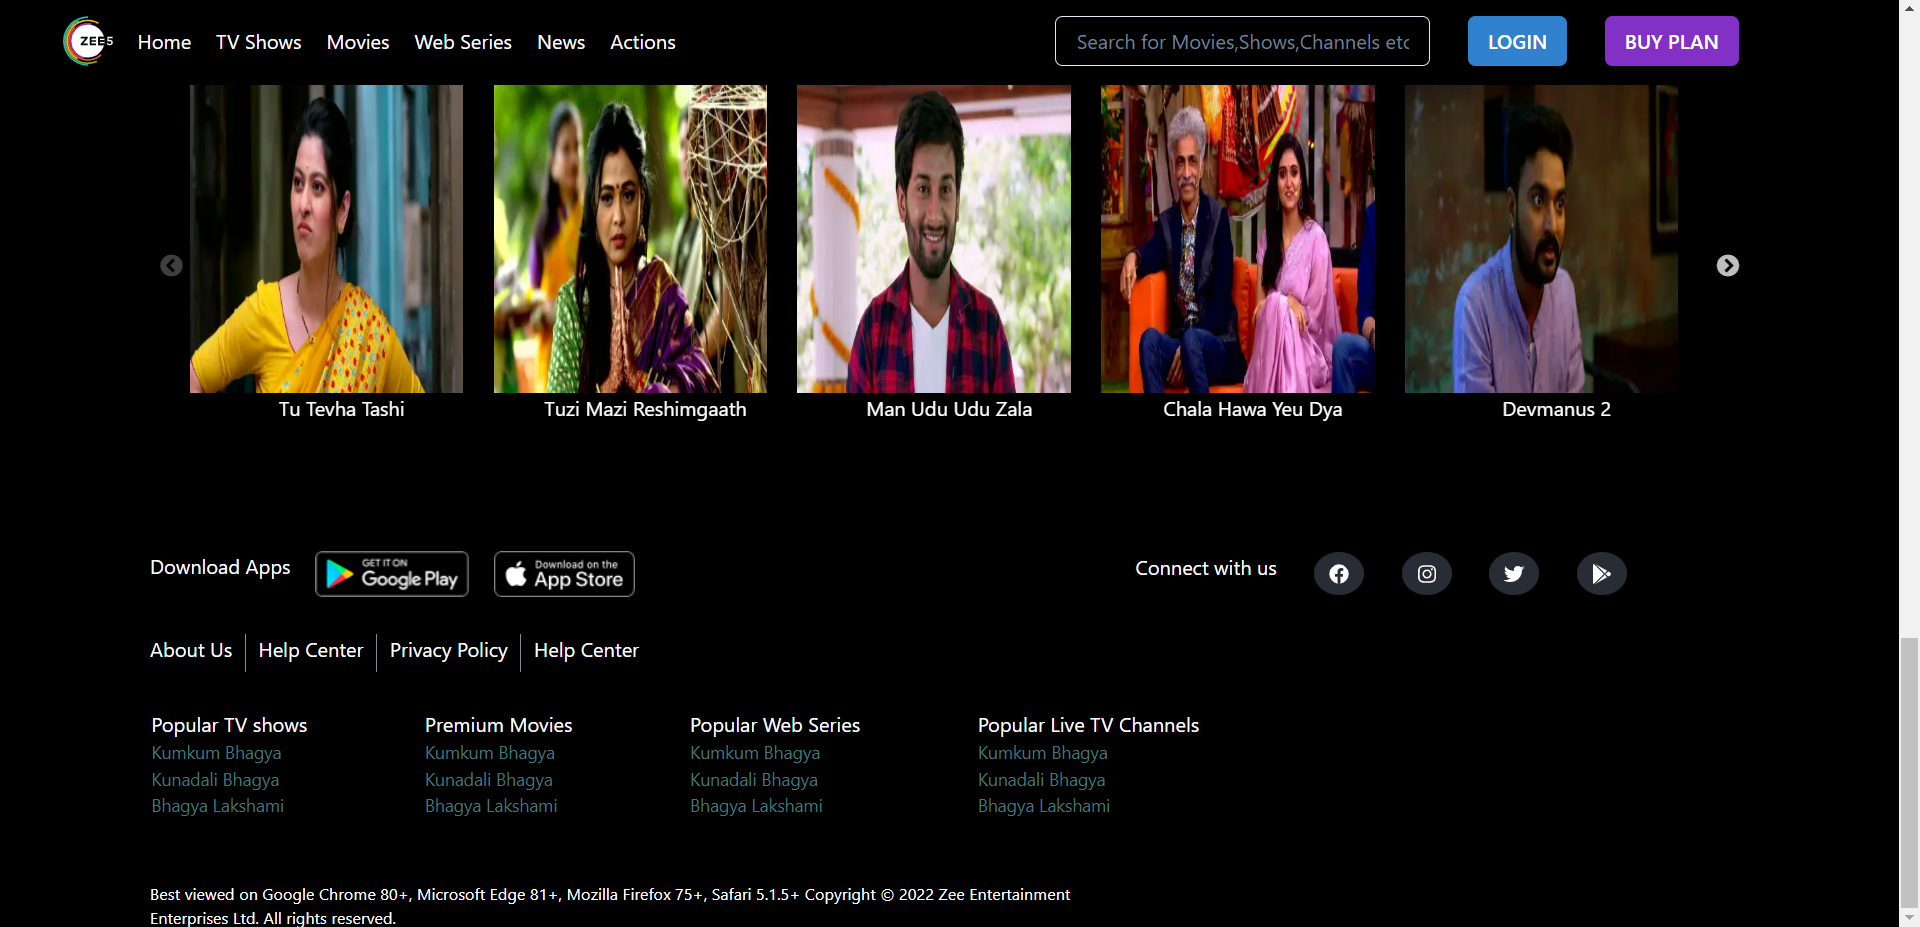 ZEE5 Home TV Shows Movies Web Series News Actions Search for Movies,Shows,Channels etc LOGIN BUY PLAN
Tu Tevha Tashi Tuzi Mazi Reshimgaath Man Udu Udu Zala Chala Hawa Yeu Dya Devmanus 2
Download Apps GET IT ON Google Play Download on the App Store Connect with us
About Us Help Center Privacy Policy Help Center
Popular TV shows Premium Movies Popular Web Series Popular Live TV Channels
Kumkum Bhagya Kumkum Bhagya Kumkum Bhagya Kumkum Bhagya
Kunadali Bhagya Kunadali Bhagya Kunadali Bhagya Kunadali Bhagya
Bhagya Lakshami Bhagya Lakshami Bhagya Lakshami Bhagya Lakshami
Best viewed on Google Chrome 80+, Microsoft Edge 81+, Mozilla Firefox 75+, Safari 5.1.5+ Copyright © 2022 Zee Entertainment
Enterprises Ltd. All rights reserved.